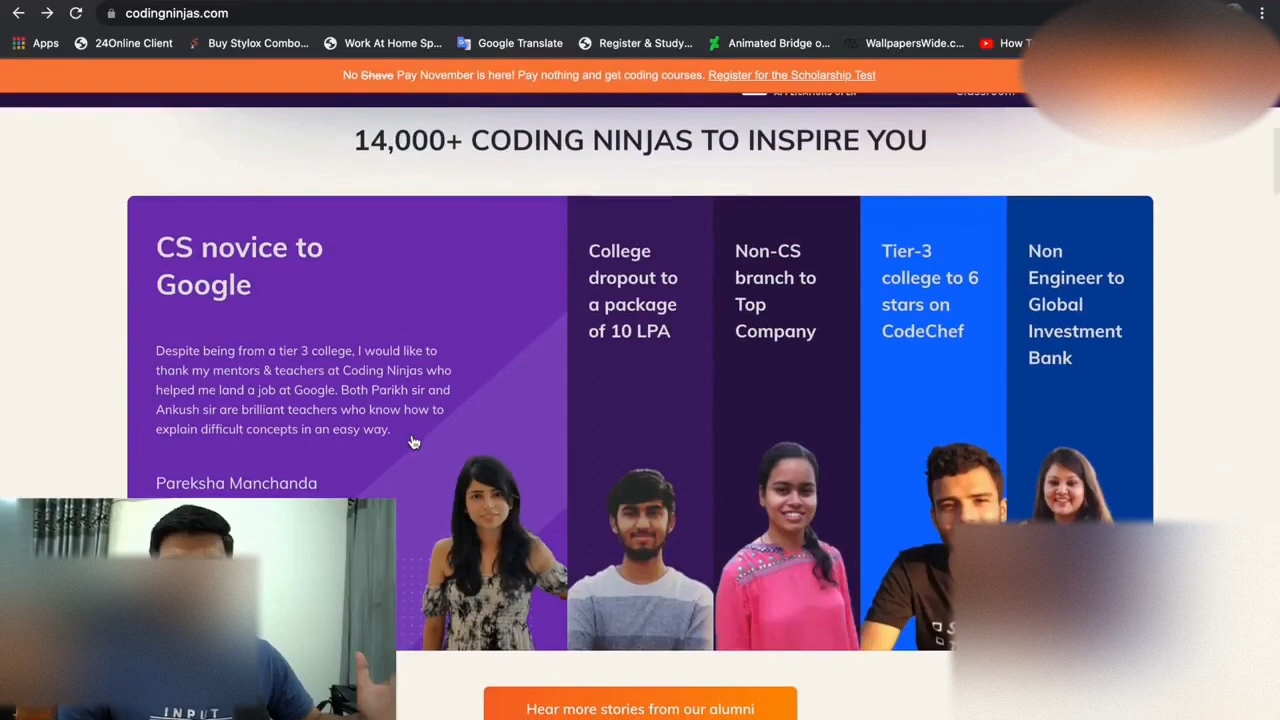 codingninjas.com
Apps 24Online Client Buy Stylox Combo... Work At Home Sp... Google Translate Register & Study... Animated Bridge o... WallpapersWide.c... How T
No Shave Pay November is here! Pay nothing and get coding courses. Register for the Scholarship Test
14,000+ CODING NINJAS TO INSPIRE YOU
CS novice to
Google
Despite being from a tier 3 college, I would like to
thank my mentors & teachers at Coding Ninjas who
helped me land a job at Google. Both Parikh sir and
Ankush sir are brilliant teachers who know how to
explain difficult concepts in an easy way.
Pareksha Manchanda
College
dropout to
a package
of 10 LPA
Non-CS
branch to
Top
Company
Tier-3
college to 6
stars on
CodeChef
Non
Engineer to
Global
Investment
Bank
INPUT
Hear more stories from our alumni